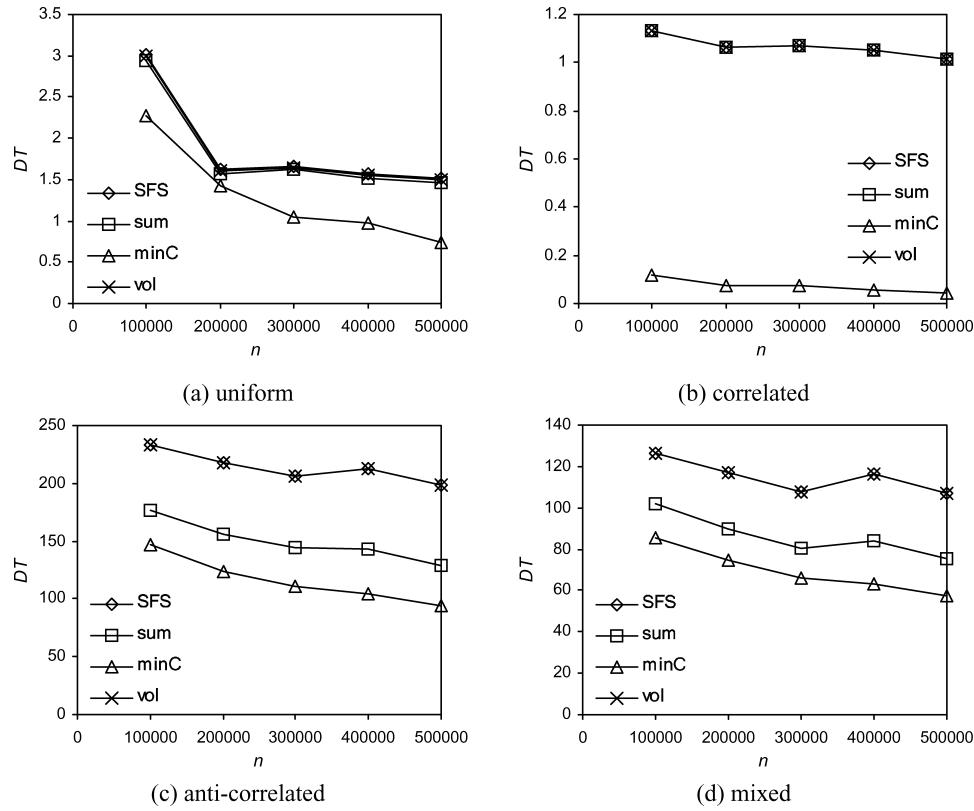 3.5
3
2.5
2
1.5
1
0.5
0
DT
SFS
sum
minC
vol
0 100000 200000 300000 400000 500000
n
(a) uniform
1.2
1
0.8
0.6
0.4
0.2
0
DT
SFS
sum
minC
vol
0 100000 200000 300000 400000 500000
n
(b) correlated
250
200
150
100
50
0
DT
SFS
sum
minC
vol
0 100000 200000 300000 400000 500000
n
(c) anti-correlated
140
120
100
80
60
40
20
0
DT
SFS
sum
minC
vol
0 100000 200000 300000 400000 500000
n
(d) mixed